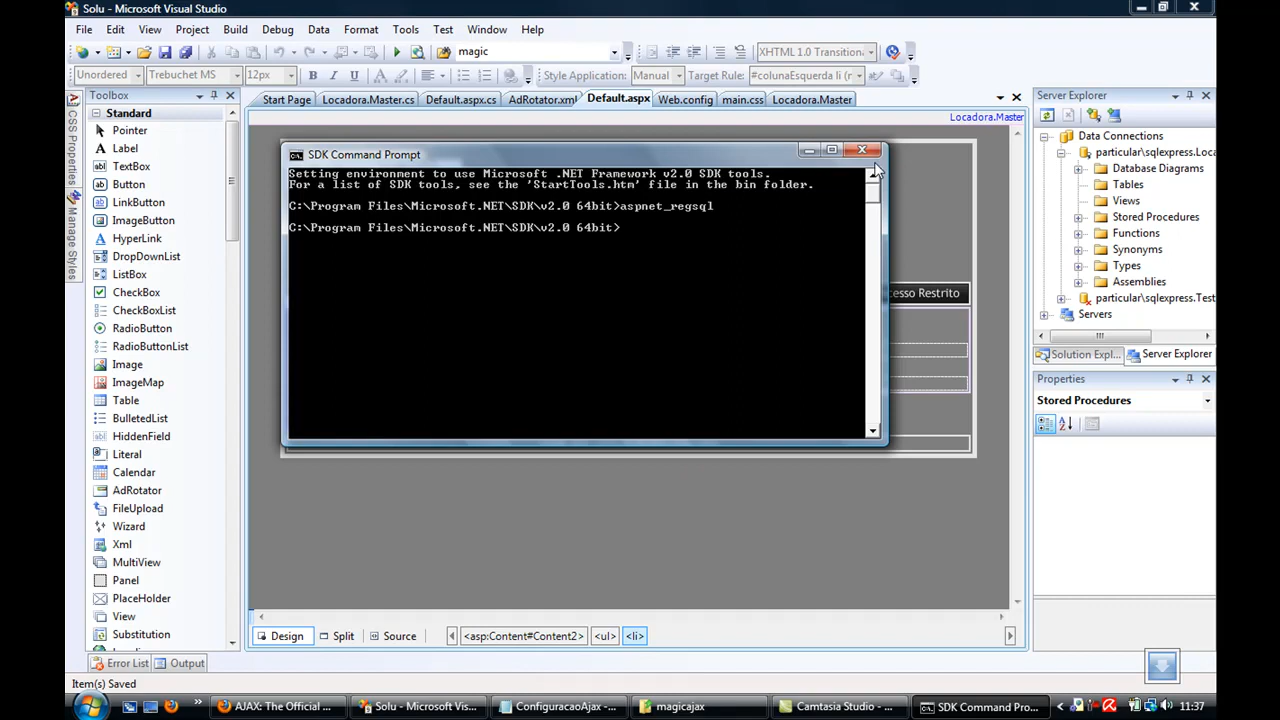 Solu - Microsoft Visual Studio
File Edit View Project Build Debug Data Format Tools Test Window Help
magic
XHTML 1.0 Transition
Unordered Trebuchet MS 12px B I U A Style Application: Manual Target Rule: #colunaEsquerda li (
Toolbox
Start Page Locadora.Master.cs Default.aspx.cs AdRotator.xml Default.aspx Web.config main.css Locadora.Master
Server Explorer
CSS Properties
Manage Styles
Standard
Pointer
Label
TextBox
Button
LinkButton
ImageButton
HyperLink
DropDownList
ListBox
CheckBox
CheckBoxList
RadioButton
RadioButtonList
Image
ImageMap
Table
BulletedList
HiddenField
Literal
Calendar
AdRotator
FileUpload
Wizard
Xml
MultiView
Panel
PlaceHolder
View
Substitution
Locadora.Master
SDK Command Prompt
Setting environment to use Microsoft .NET Framework v2.0 SDK tools.
For a list of SDK tools, see the 'StartTools.htm' file in the bin folder.
C:\Program Files\Microsoft.NET\SDK\v2.0 64bit>aspnet_regsql
C:\Program Files\Microsoft.NET\SDK\v2.0 64bit>
esso Restrito
Design Split Source <asp:Content#Content2> <ul> <li>
Data Connections
particular\sqlexpress.Loca
Database Diagrams
Tables
Views
Stored Procedures
Functions
Synonyms
Types
Assemblies
particular\sqlexpress.Test
Servers
Solution Expl... Server Explorer
Properties
Stored Procedures
Error List Output
Item(s) Saved
AJAX: The Official ... Solu - Microsoft Vis... ConfiguracaoAjax - ... magicajax Camtasia Studio - ... SDK Command Pro... 11:37